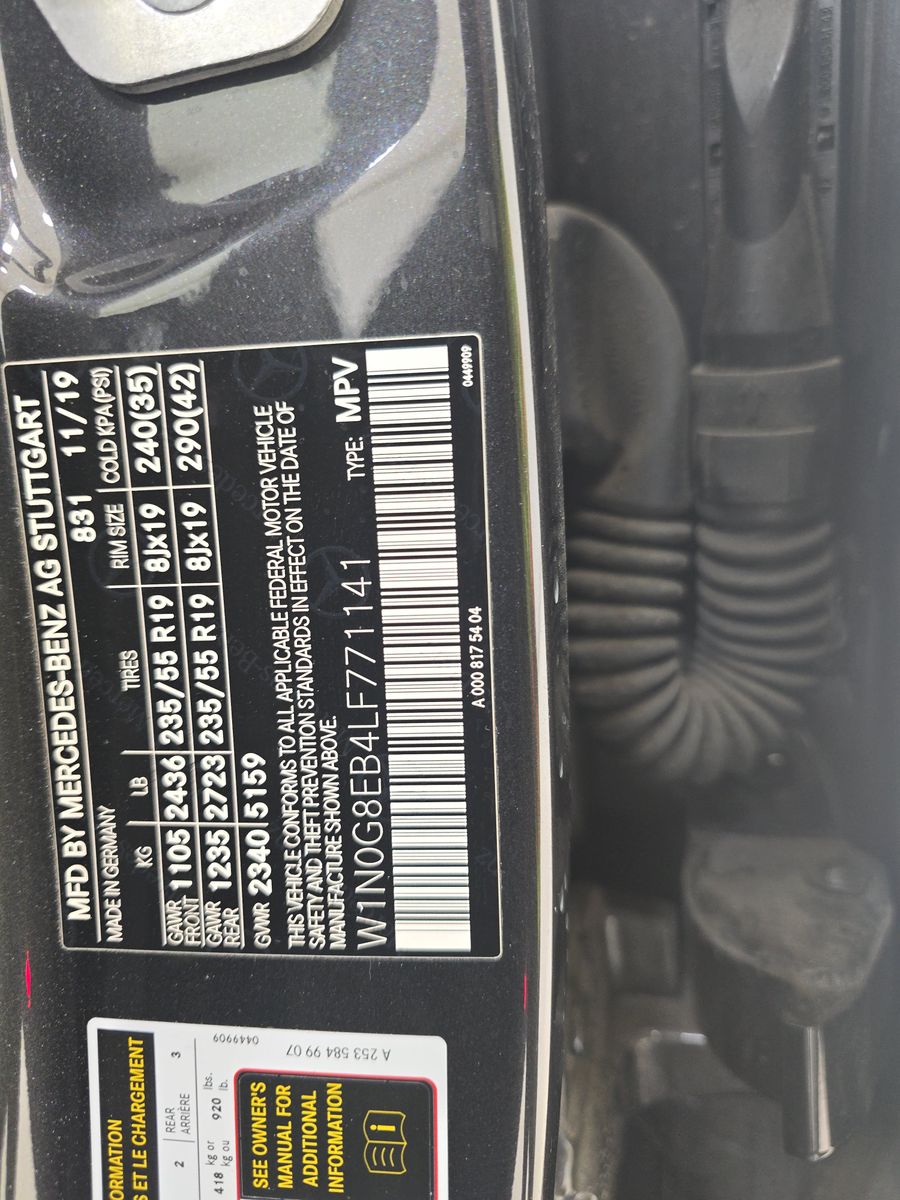 MFD BY MERCEDES-BENZ AG STUTTGART
MADE IN GERMANY 831 11/19
KG LB TIRES RIM SIZE COLD KPA(PSI)
GAWR FRONT 1105 2436 235/55 R19 8Jx19 240(35)
GAWR REAR 1235 2723 235/55 R19 8Jx19 290(42)
GVWR 2340 5159
THIS VEHICLE CONFORMS TO ALL APPLICABLE FEDERAL MOTOR VEHICLE
SAFETY AND THEFT PREVENTION STANDARDS IN EFFECT ON THE DATE OF
MANUFACTURE SHOWN ABOVE.
TYPE: MPV
W1N0G8EB4LF771141
A 000 817 54 04
0449909
ORMATION
S ET LE CHARGEMENT
2 REAR ARRIÈRE 3
418 kg or kg ou 920 lbs. lb.
SEE OWNER'S
MANUAL FOR
ADDITIONAL
INFORMATION
0449909
A 253 584 99 07